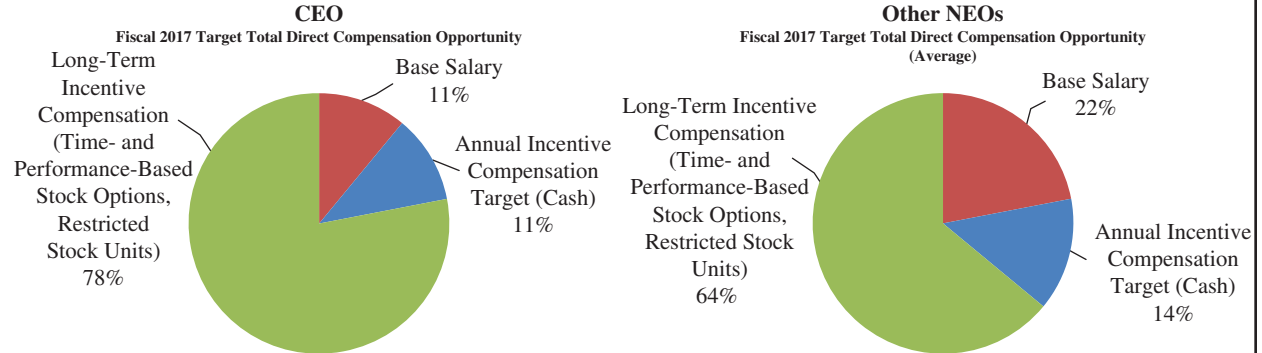 CEO
Fiscal 2017 Target Total Direct Compensation Opportunity
Long-Term
Incentive
Compensation
(Time- and
Performance-Based
Stock Options,
Restricted
Stock Units)
78%
Base Salary
11%
Annual Incentive
Compensation
Target (Cash)
11%
Other NEOs
Fiscal 2017 Target Total Direct Compensation Opportunity
(Average)
Long-Term Incentive
Compensation
(Time- and
Performance-Based
Stock Options,
Restricted Stock
Units)
64%
Base Salary
22%
Annual Incentive
Compensation
Target (Cash)
14%